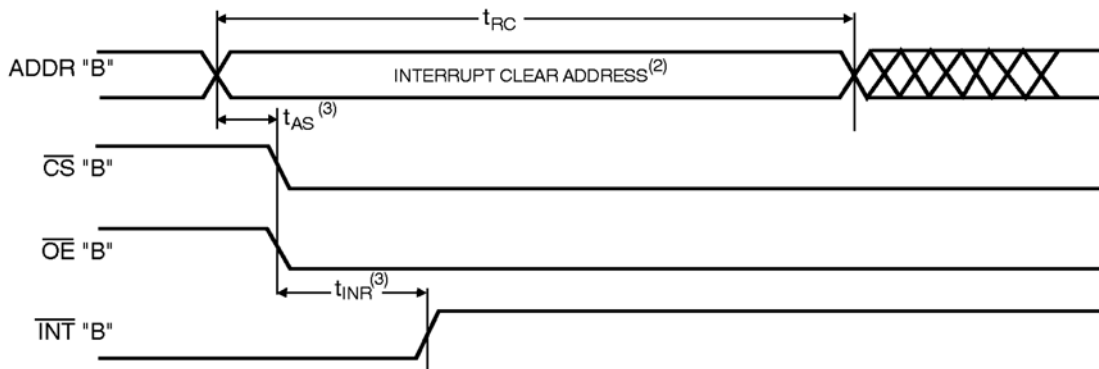 tRC
ADDR "B"
INTERRUPT CLEAR ADDRESS(2)
tAS(3)
CS "B"
OE "B"
tINR(3)
INT "B"